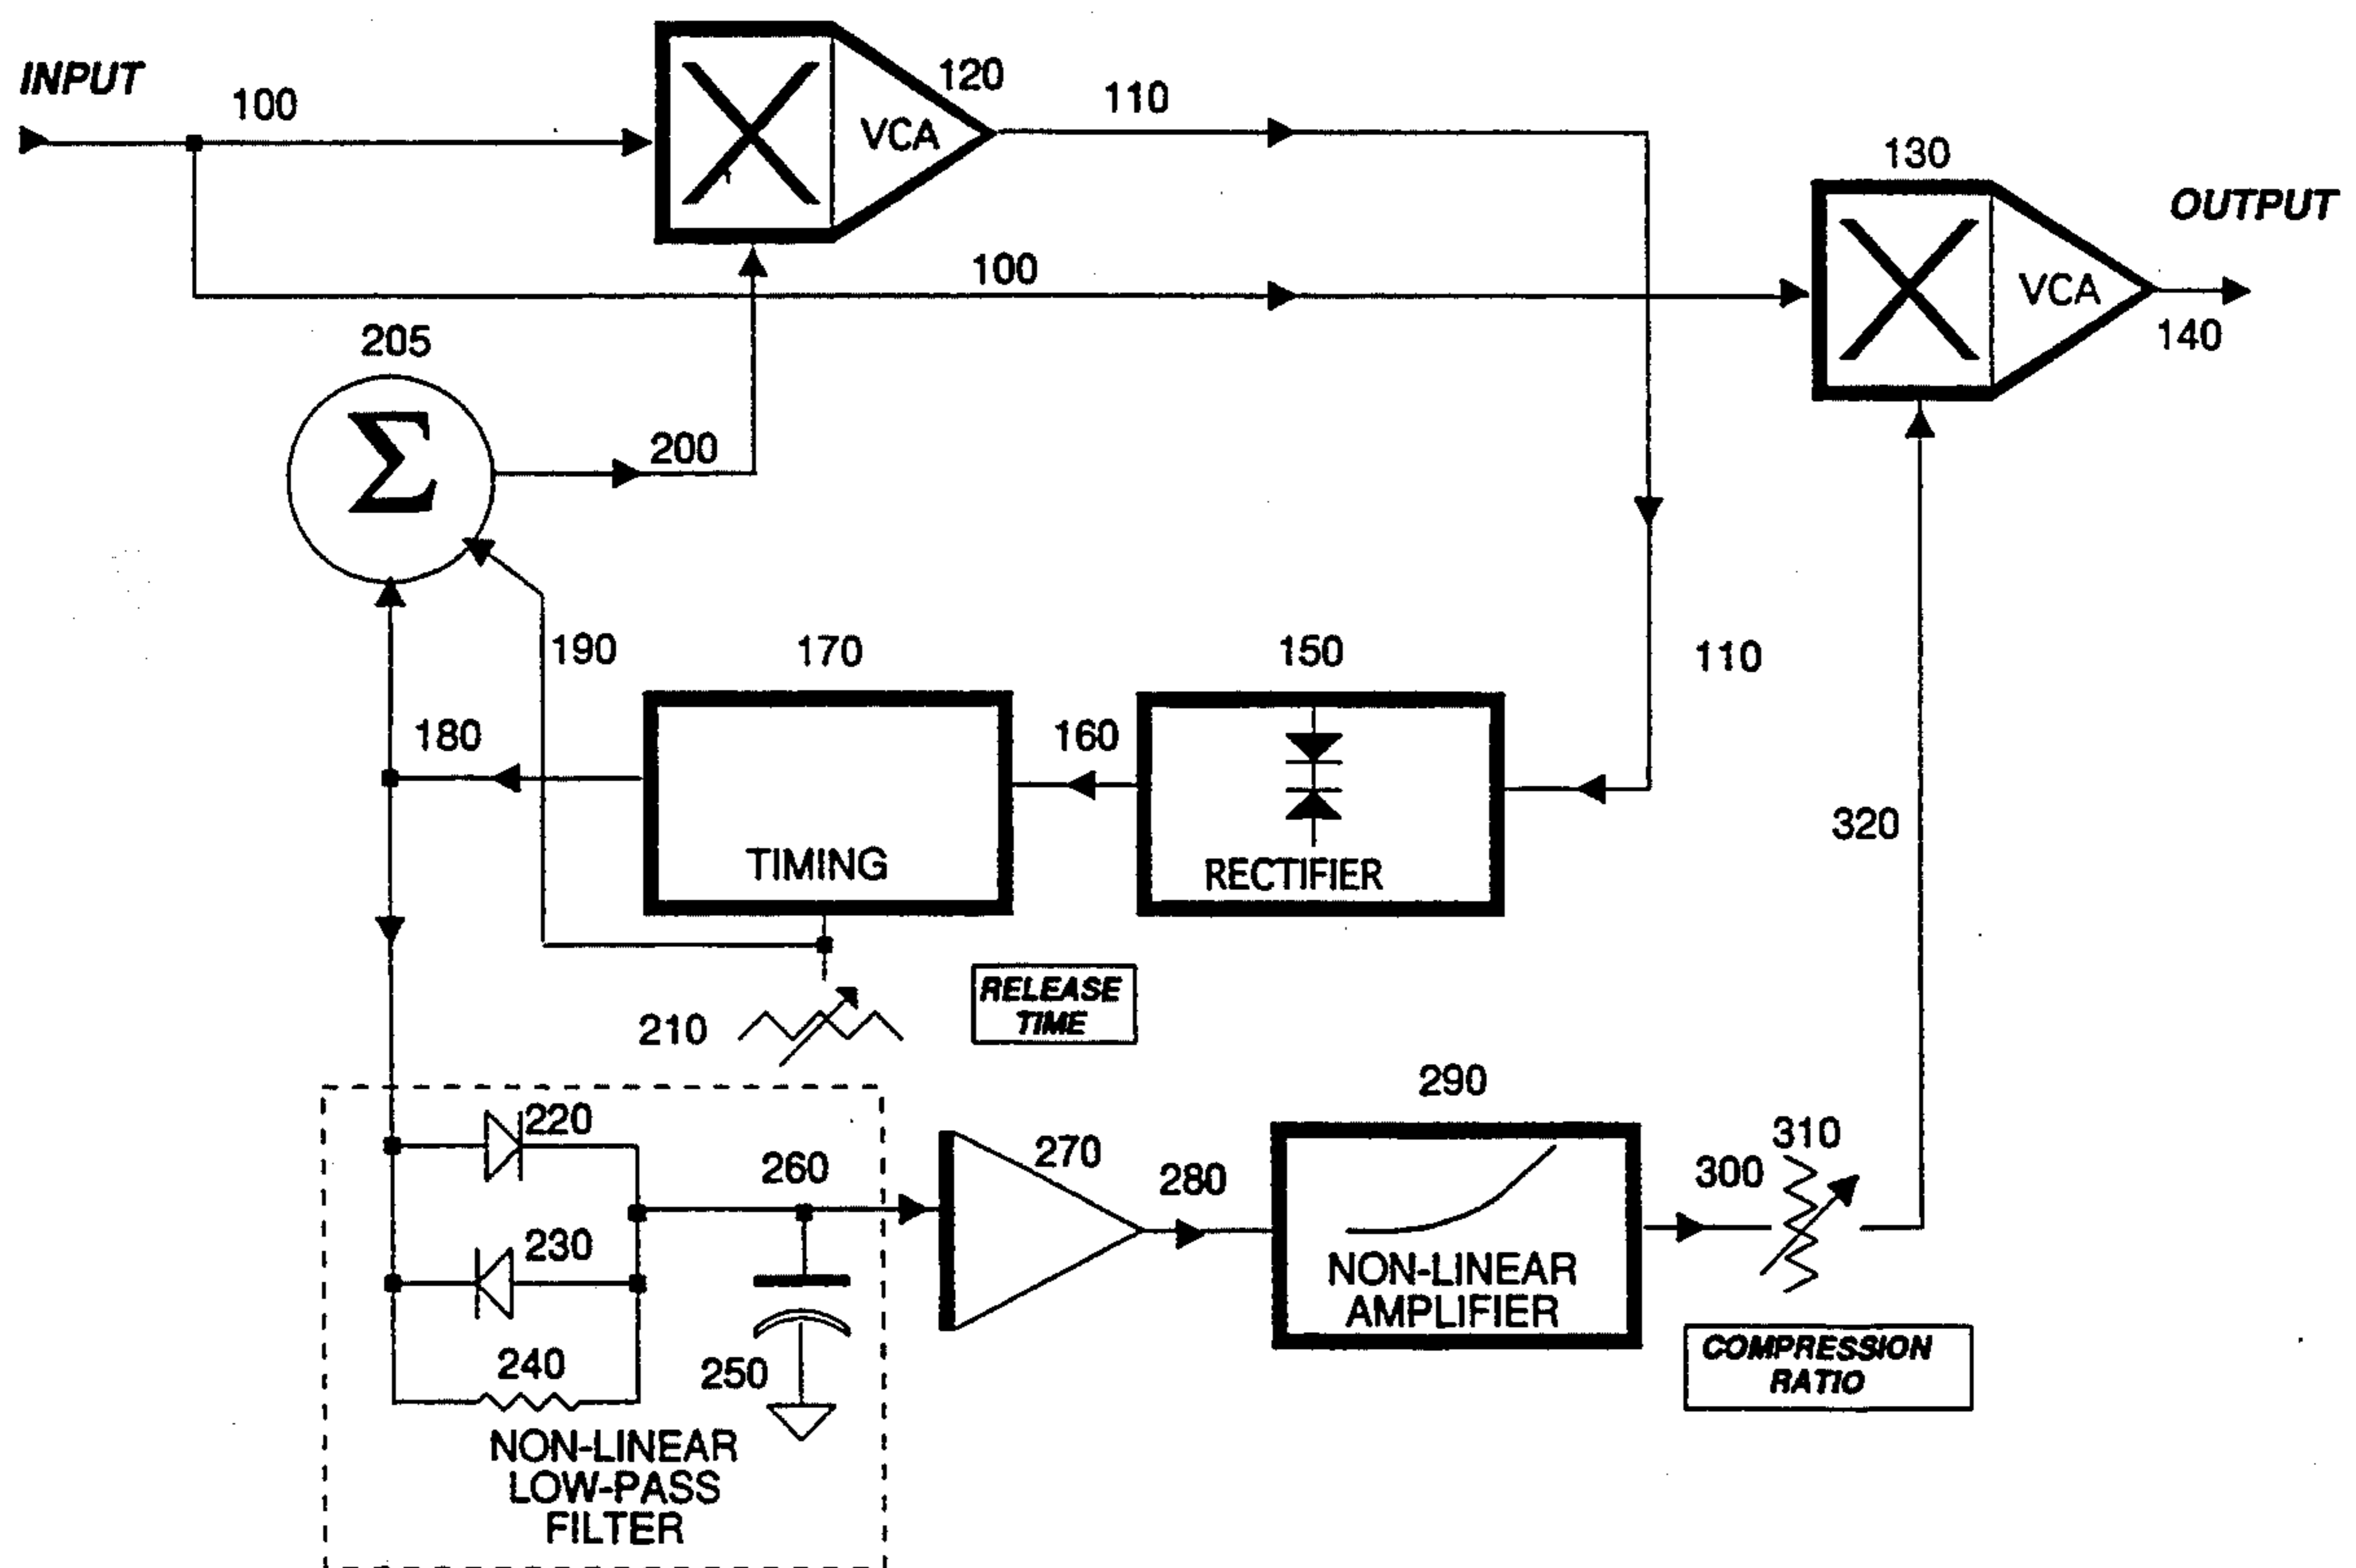 INPUT
100
120
VCA
110
130
OUTPUT
VCA
140
100
205
Σ
200
190
170
150
110
180
160
TIMING
RECTIFIER
320
210
RELEASE
TIME
220
260
270
280
290
310
300
230
NON-LINEAR
AMPLIFIER
240
250
COMPRESSION
RATIO
NON-LINEAR
LOW-PASS
FILTER